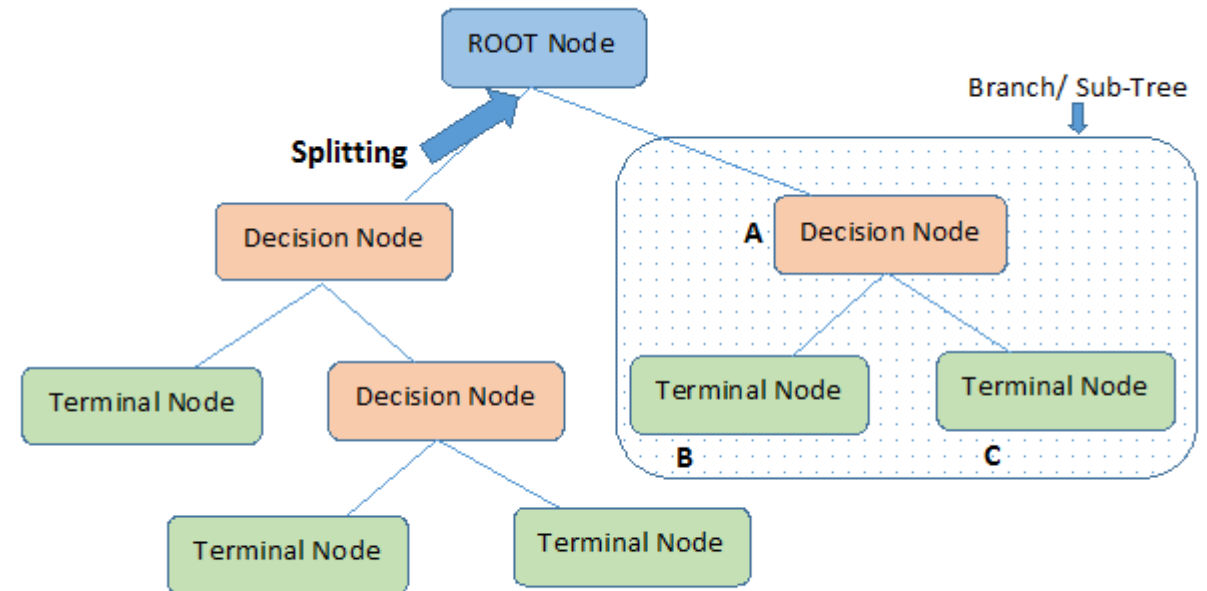 ROOT Node
Branch/ Sub-Tree
Splitting
Decision Node
A
Decision Node
Terminal Node
Decision Node
Terminal Node
Terminal Node
B
C
Terminal Node
Terminal Node